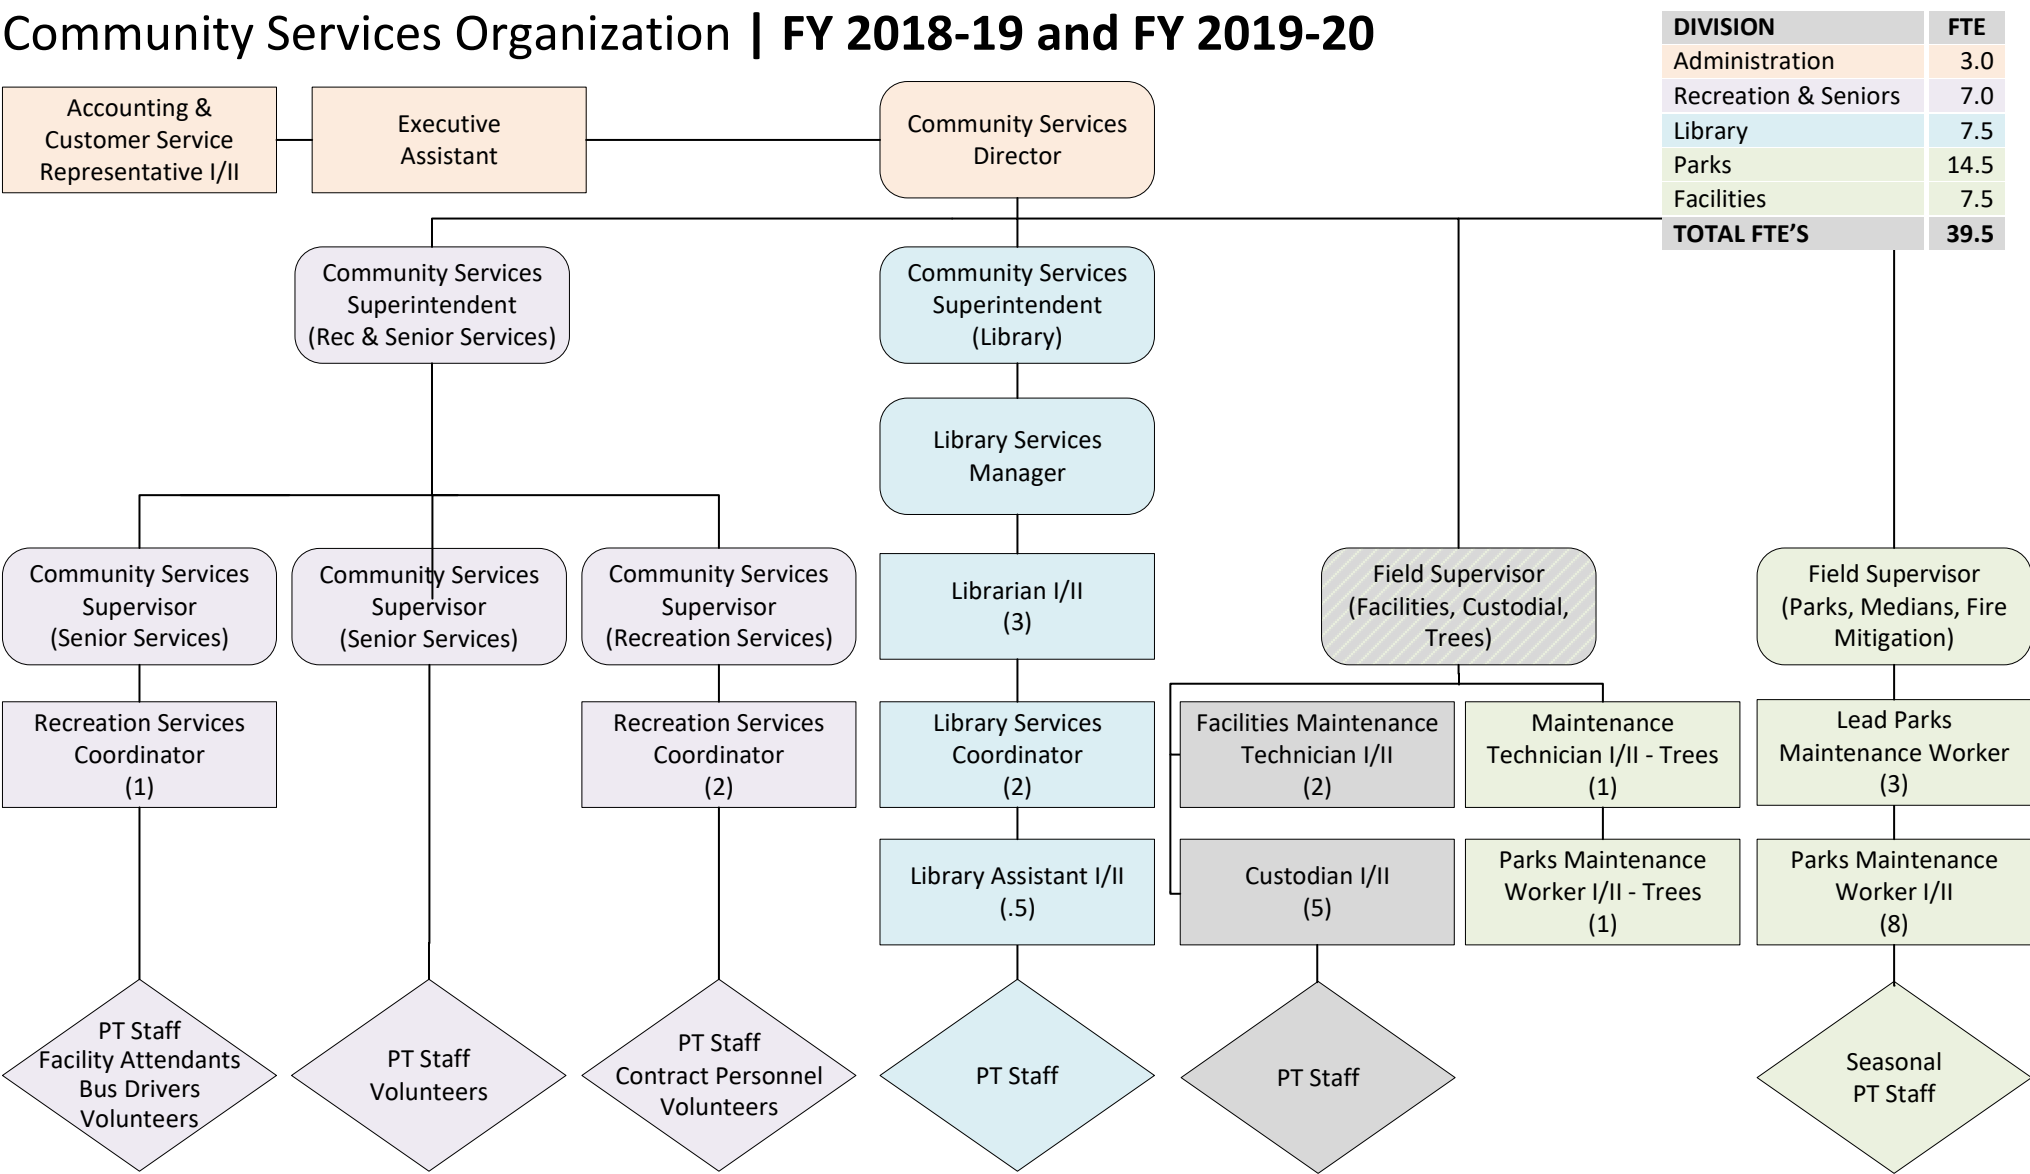 Community Services Organization | FY 2018-19 and FY 2019-20
DIVISION FTE
Administration 3.0
Recreation & Seniors 7.0
Library 7.5
Parks 14.5
Facilities 7.5
TOTAL FTE’S 39.5
Accounting &
Customer Service
Representative I/II
Executive
Assistant
Community Services
Director
Community Services
Superintendent
(Rec & Senior Services)
Community Services
Superintendent
(Library)
Library Services
Manager
Community Services
Supervisor
(Senior Services)
Community Services
Supervisor
(Senior Services)
Community Services
Supervisor
(Recreation Services)
Librarian I/II
(3)
Field Supervisor
(Facilities, Custodial,
Trees)
Field Supervisor
(Parks, Medians, Fire
Mitigation)
Recreation Services
Coordinator
(1)
Recreation Services
Coordinator
(2)
Library Services
Coordinator
(2)
Facilities Maintenance
Technician I/II
(2)
Maintenance
Technician I/II - Trees
(1)
Lead Parks
Maintenance Worker
(3)
Library Assistant I/II
(.5)
Custodian I/II
(5)
Parks Maintenance
Worker I/II - Trees
(1)
Parks Maintenance
Worker I/II
(8)
PT Staff
Facility Attendants
Bus Drivers
Volunteers
PT Staff
Volunteers
PT Staff
Contract Personnel
Volunteers
PT Staff
PT Staff
Seasonal
PT Staff